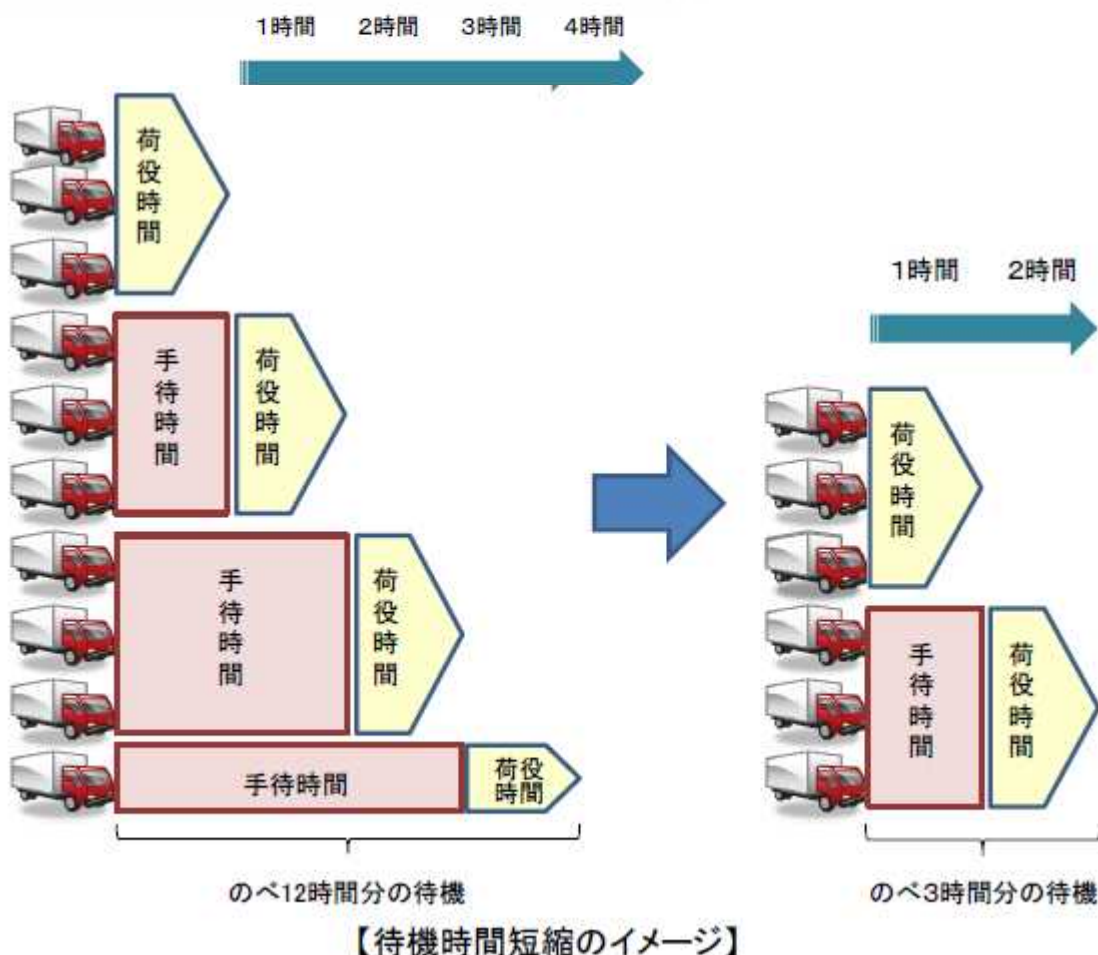 1時間 2時間 3時間 4時間
荷役時間
手待時間
荷役時間
手待時間
荷役時間
手待時間
荷役
時間
のべ12時間分の待機
1時間 2時間
荷役時間
手待時間
荷役時間
のべ3時間分の待機
【待機時間短縮のイメージ】